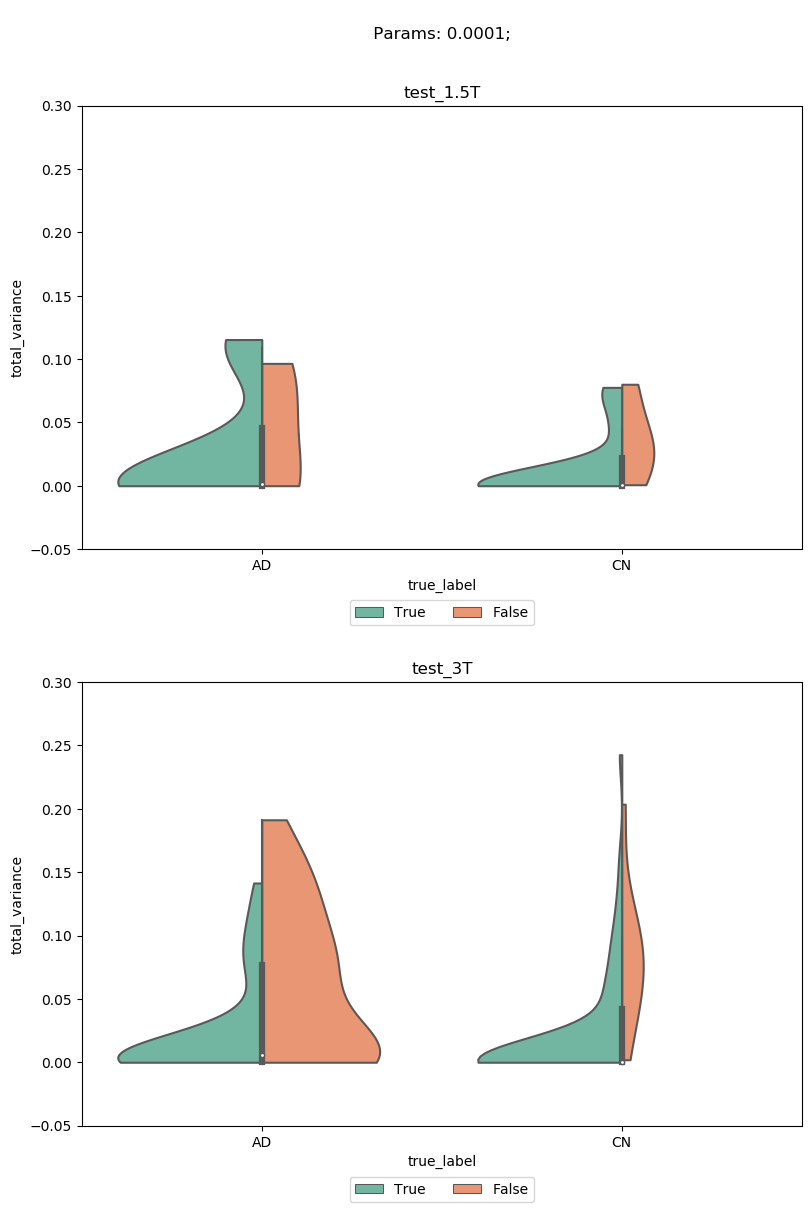 Params: 0.0001;
test_1.5T
0.30
0.25
0.20
0.15
0.10
0.05
0.00
−0.05
total_variance
AD CN
true_label
True False
test_3T
0.30
0.25
0.20
0.15
0.10
0.05
0.00
−0.05
total_variance
AD CN
true_label
True False